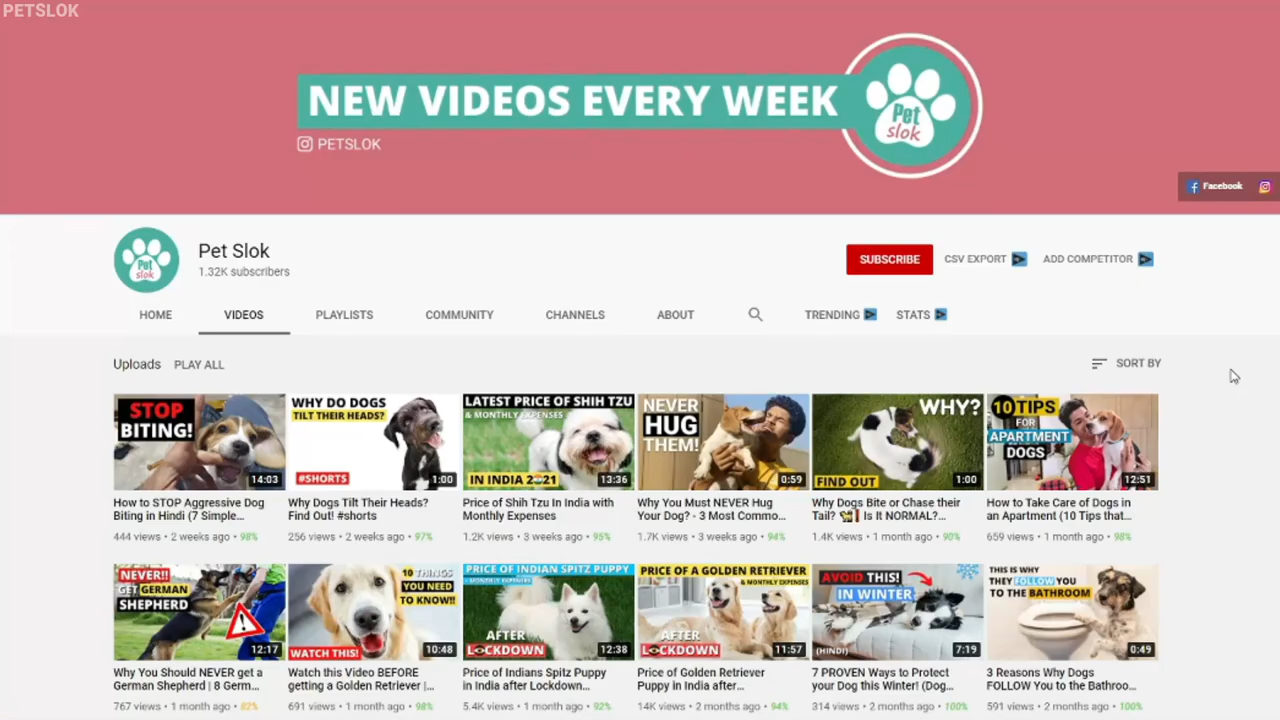 PETSLOK
NEW VIDEOS EVERY WEEK
Pet
slok
PETSLOK
Facebook
Pet
slok
Pet Slok
1.32K subscribers
SUBSCRIBE
CSV EXPORT
ADD COMPETITOR
HOME
VIDEOS
PLAYLISTS
COMMUNITY
CHANNELS
ABOUT
TRENDING
STATS
Uploads
PLAY ALL
SORT BY
STOP
BITING!
14:03
WHY DO DOGS
TILT THEIR HEADS?
#SHORTS
1:00
LATEST PRICE OF SHIH TZU
& MONTHLY EXPENSES
IN INDIA 2021
13:36
NEVER
HUG
THEM!
0:59
WHY?
FIND OUT
1:00
10 TIPS
FOR
APARTMENT
DOGS
12:51
How to STOP Aggressive Dog
Biting in Hindi (7 Simple...
444 views • 2 weeks ago • 98%
Why Dogs Tilt Their Heads?
Find Out! #shorts
256 views • 2 weeks ago • 97%
Price of Shih Tzu In India with
Monthly Expenses
1.2K views • 3 weeks ago • 95%
Why You Must NEVER Hug
Your Dog? - 3 Most Commo...
1.7K views • 3 weeks ago • 94%
Why Dogs Bite or Chase their
Tail? 🐕 Is It NORMAL?...
1.4K views • 1 month ago • 90%
How to Take Care of Dogs in
an Apartment (10 Tips that...
659 views • 1 month ago • 98%
NEVER!!
GET GERMAN
SHEPHERD
12:17
10 THINGS
YOU NEED
TO KNOW!!
WATCH THIS!
10:48
PRICE OF INDIAN SPITZ PUPPY
+ MONTHLY EXPENSES
AFTER
LOCKDOWN
12:38
PRICE OF A GOLDEN RETRIEVER
& MONTHLY EXPENSES
AFTER
LOCKDOWN
11:57
AVOID THIS!
IN WINTER
(HINDI)
7:19
THIS IS WHY
THEY FOLLOW YOU
TO THE BATHROOM
0:49
Why You Should NEVER get a
German Shepherd | 8 Germ...
767 views • 1 month ago • 82%
Watch this Video BEFORE
getting a Golden Retriever |...
691 views • 1 month ago • 98%
Price of Indians Spitz Puppy
in India after Lockdown...
5.4K views • 1 month ago • 92%
Price of Golden Retriever
Puppy in India after...
14K views • 2 months ago • 94%
7 PROVEN Ways to Protect
your Dog this Winter! (Dog...
314 views • 2 months ago • 100%
3 Reasons Why Dogs
FOLLOW You to the Bathroo...
591 views • 2 months ago • 100%